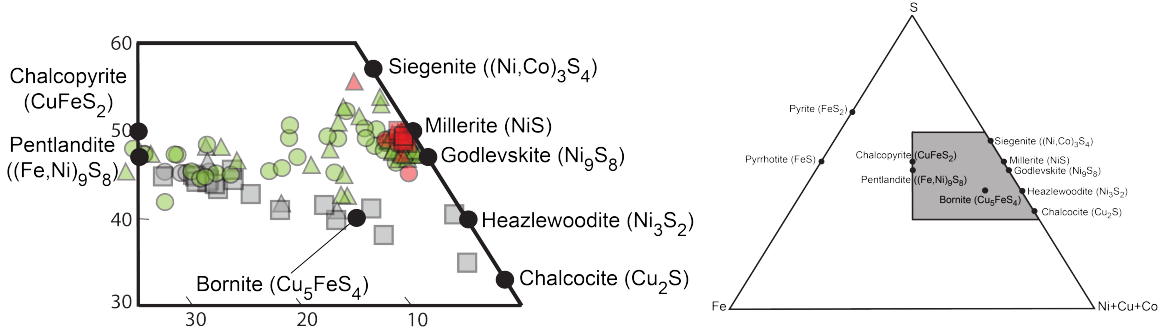 60
Chalcopyrite
(CuFeS₂)
50
Pentlandite
((Fe,Ni)₉S₈)
40
30
30
20
10
Siegenite ((Ni,Co)₃S₄)
Millerite (NiS)
Godlevskite (Ni₉S₈)
Heazlewoodite (Ni₃S₂)
Bornite (Cu₅FeS₄)
Chalcocite (Cu₂S)
S
Pyrite (FeS₂)
Siegenite ((Ni,Co)₃S₄)
Pyrrhotite (FeS)
Chalcopyrite (CuFeS₂)
Millerite (NiS)
Godlevskite (Ni₉S₈)
Pentlandite ((Fe,Ni)₉S₈)
Heazlewoodite (Ni₃S₂)
Bornite (Cu₅FeS₄)
Chalcocite (Cu₂S)
Fe
Ni+Cu+Co